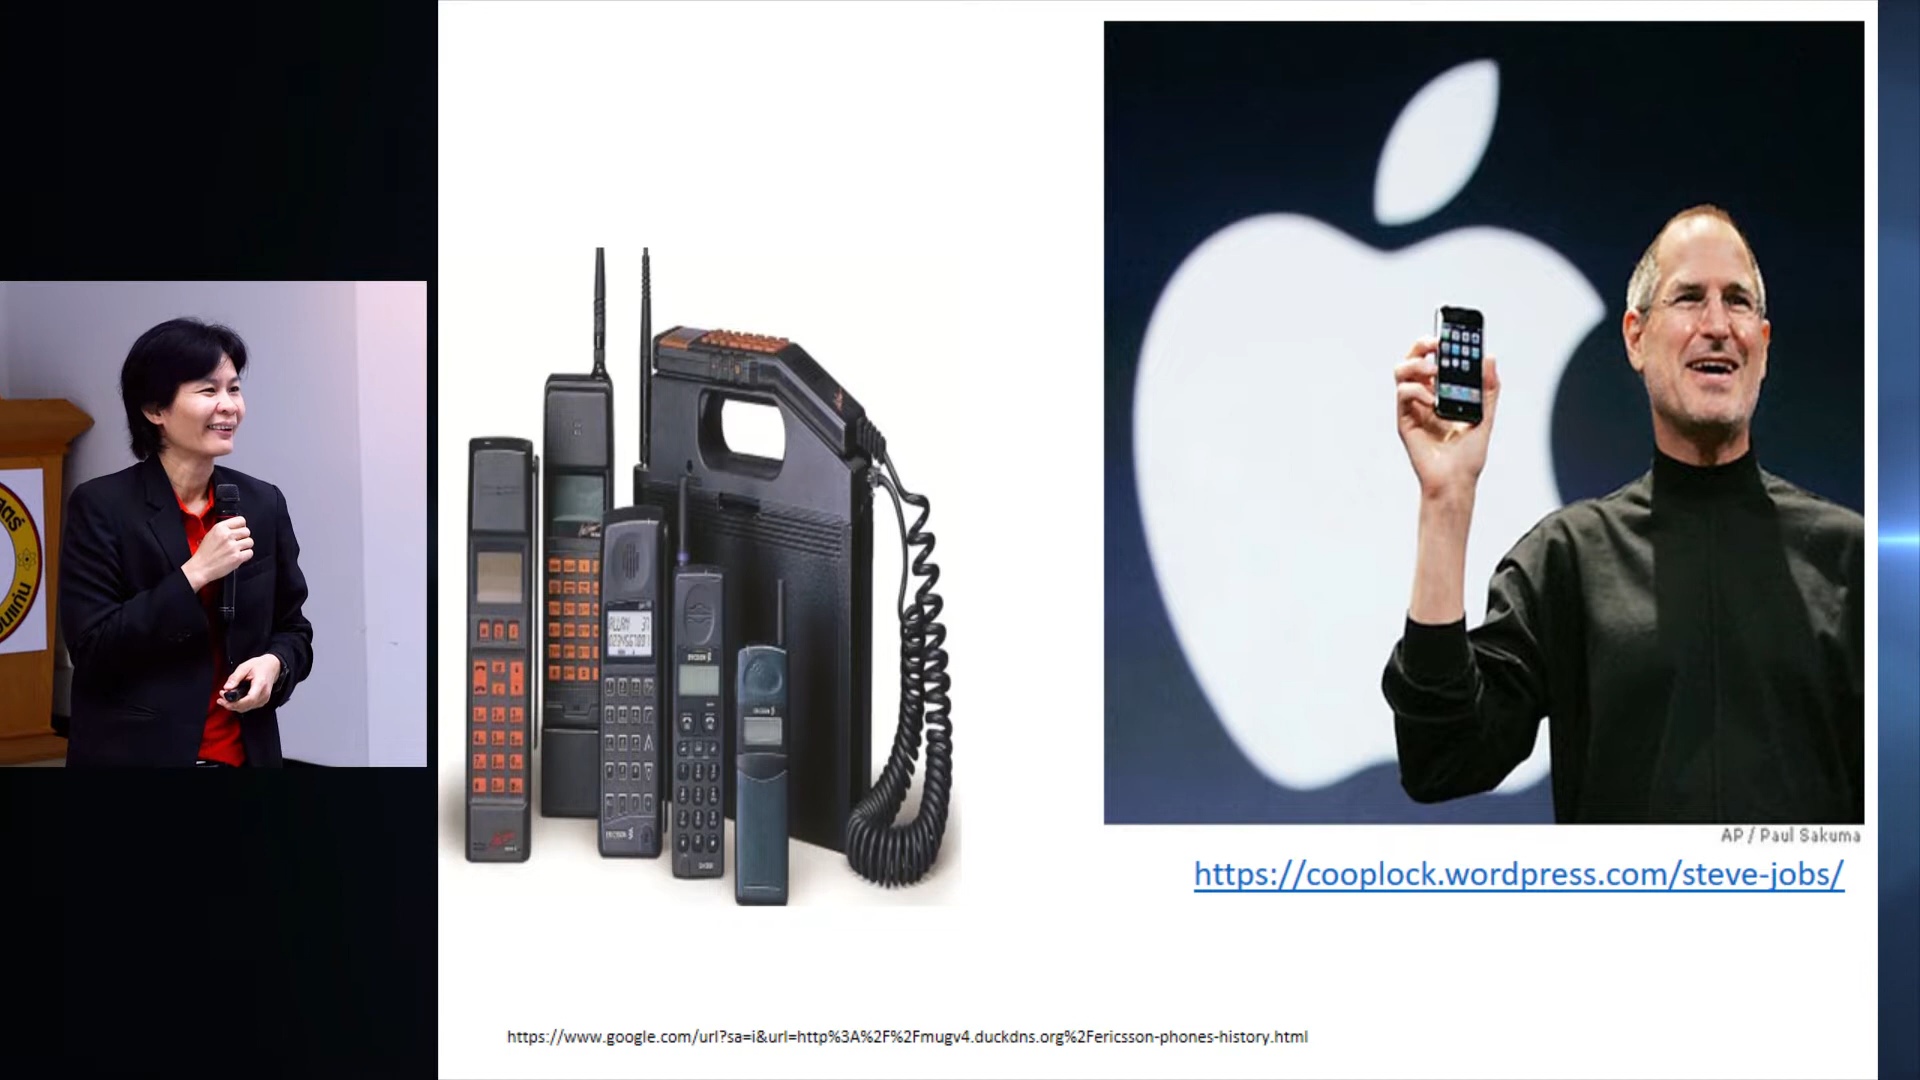 AP / Paul Sakuma
https://cooplock.wordpress.com/steve-jobs/
https://www.google.com/url?sa=i&url=http%3A%2F%2Fmugv4.duckdns.org%2Fericsson-phones-history.html